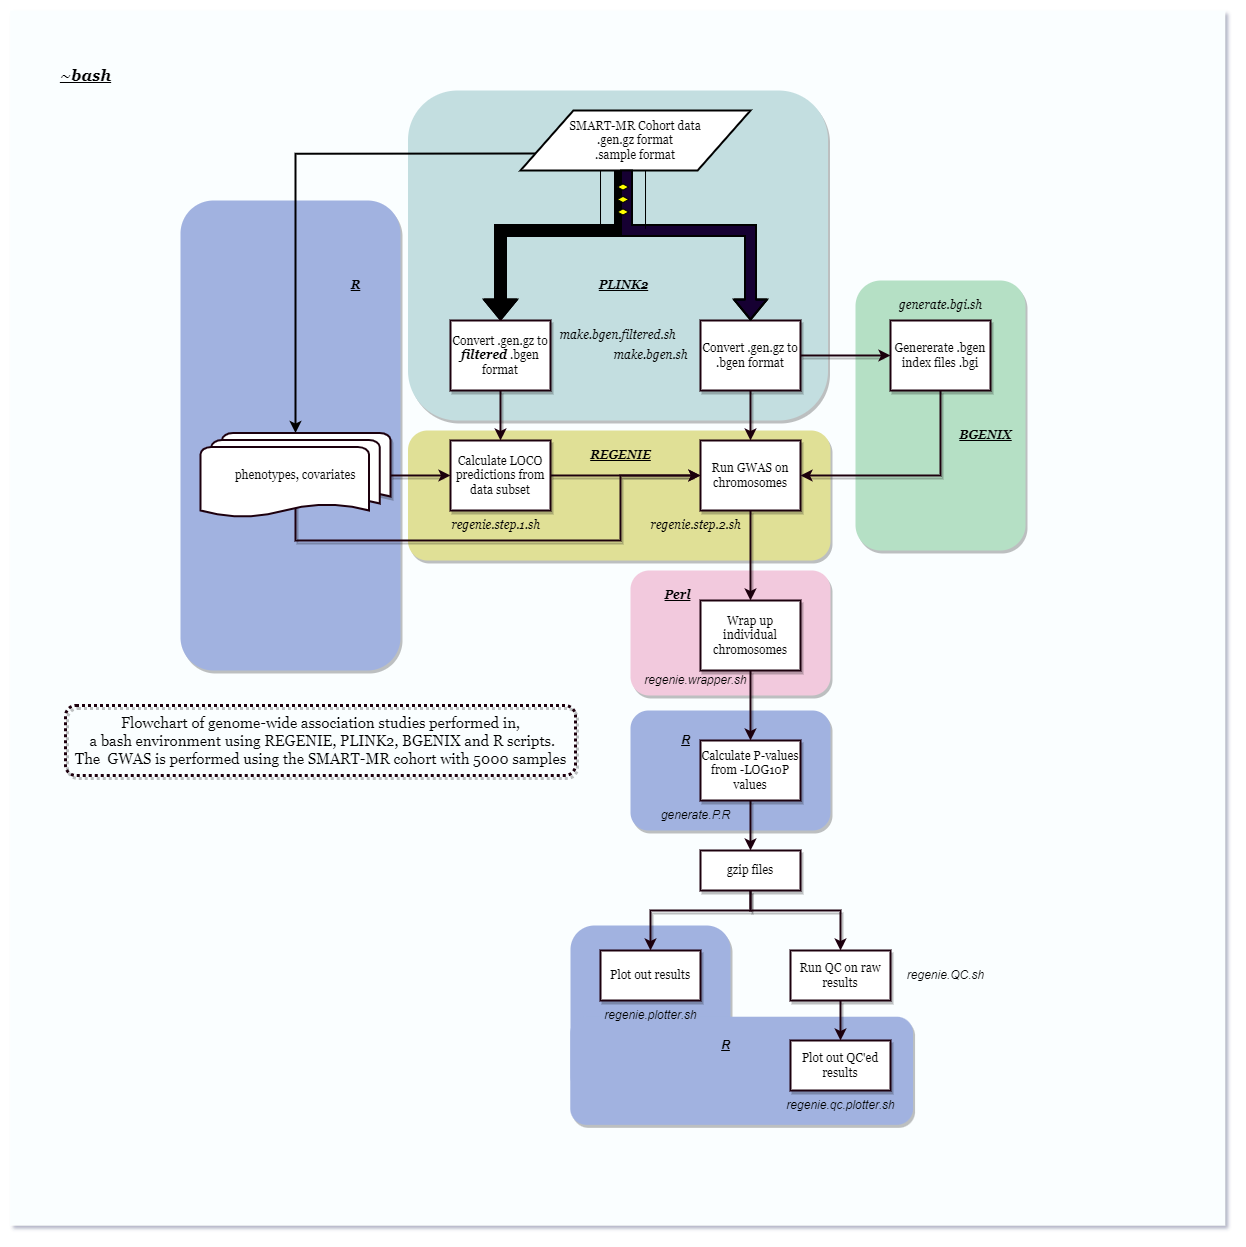 ~bash
SMART-MR Cohort data
.gen.gz format
.sample format
R
PLINK2
generate.bgi.sh
Convert .gen.gz to
filtered .bgen
format
make.bgen.filtered.sh
make.bgen.sh
Convert .gen.gz to
.bgen format
Genererate .bgen
index files .bgi
BGENIX
phenotypes, covariates
Calculate LOCO
predictions from
data subset
REGENIE
Run GWAS on
chromosomes
regenie.step.1.sh
regenie.step.2.sh
Perl
Wrap up
individual
chromosomes
regenie.wrapper.sh
Flowchart of genome-wide association studies performed in,
a bash environment using REGENIE, PLINK2, BGENIX and R scripts.
The GWAS is performed using the SMART-MR cohort with 5000 samples
R
Calculate P-values
from -LOG10P
values
generate.P.R
gzip files
Plot out results
regenie.plotter.sh
Run QC on raw
results
regenie.QC.sh
R
Plot out QC'ed
results
regenie.qc.plotter.sh